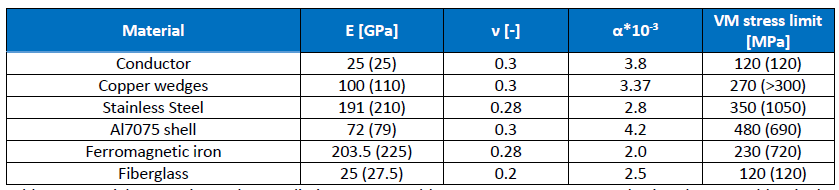 Material E [GPa] ν [-] α*10⁻³ VM stress limit [MPa]
Conductor 25 (25) 0.3 3.8 120 (120)
Copper wedges 100 (110) 0.3 3.37 270 (>300)
Stainless Steel 191 (210) 0.28 2.8 350 (1050)
Al7075 shell 72 (79) 0.3 4.2 480 (690)
Ferromagnetic iron 203.5 (225) 0.28 2.0 230 (720)
Fiberglass 25 (27.5) 0.2 2.5 120 (120)